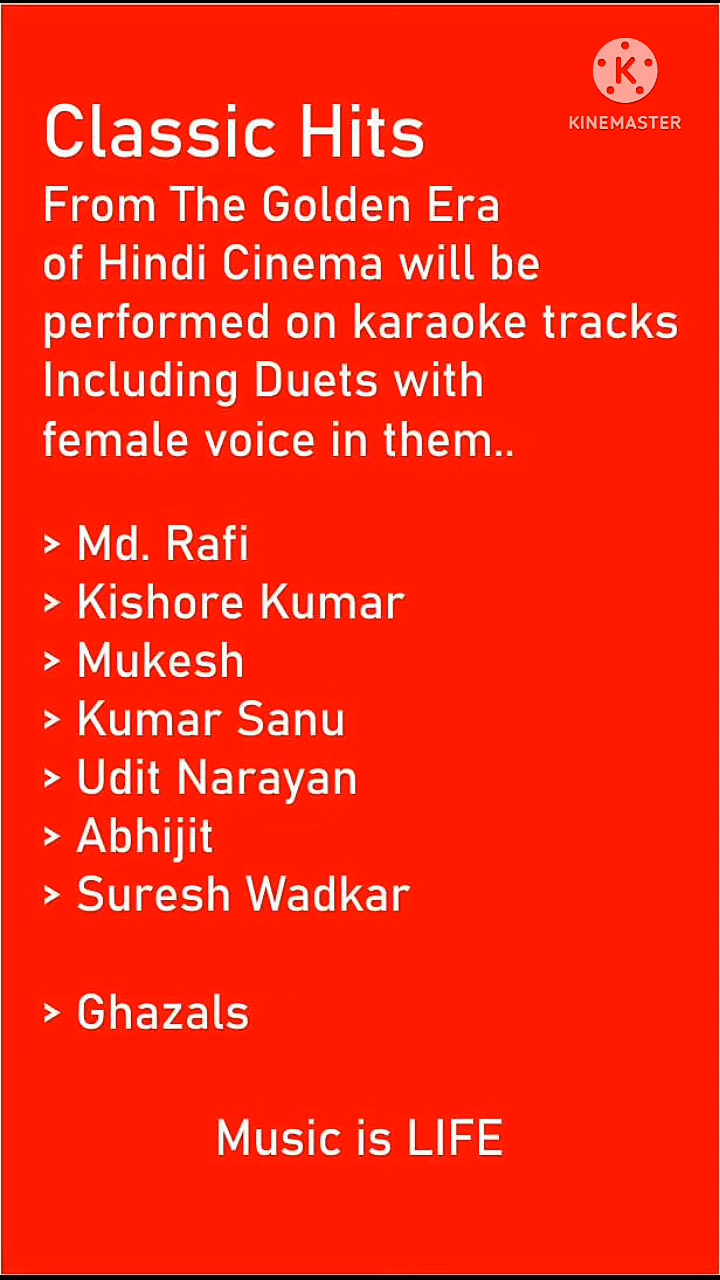 KINEMASTER
Classic Hits
From The Golden Era
of Hindi Cinema will be
performed on karaoke tracks
Including Duets with
female voice in them..
> Md. Rafi
> Kishore Kumar
> Mukesh
> Kumar Sanu
> Udit Narayan
> Abhijit
> Suresh Wadkar
> Ghazals
Music is LIFE